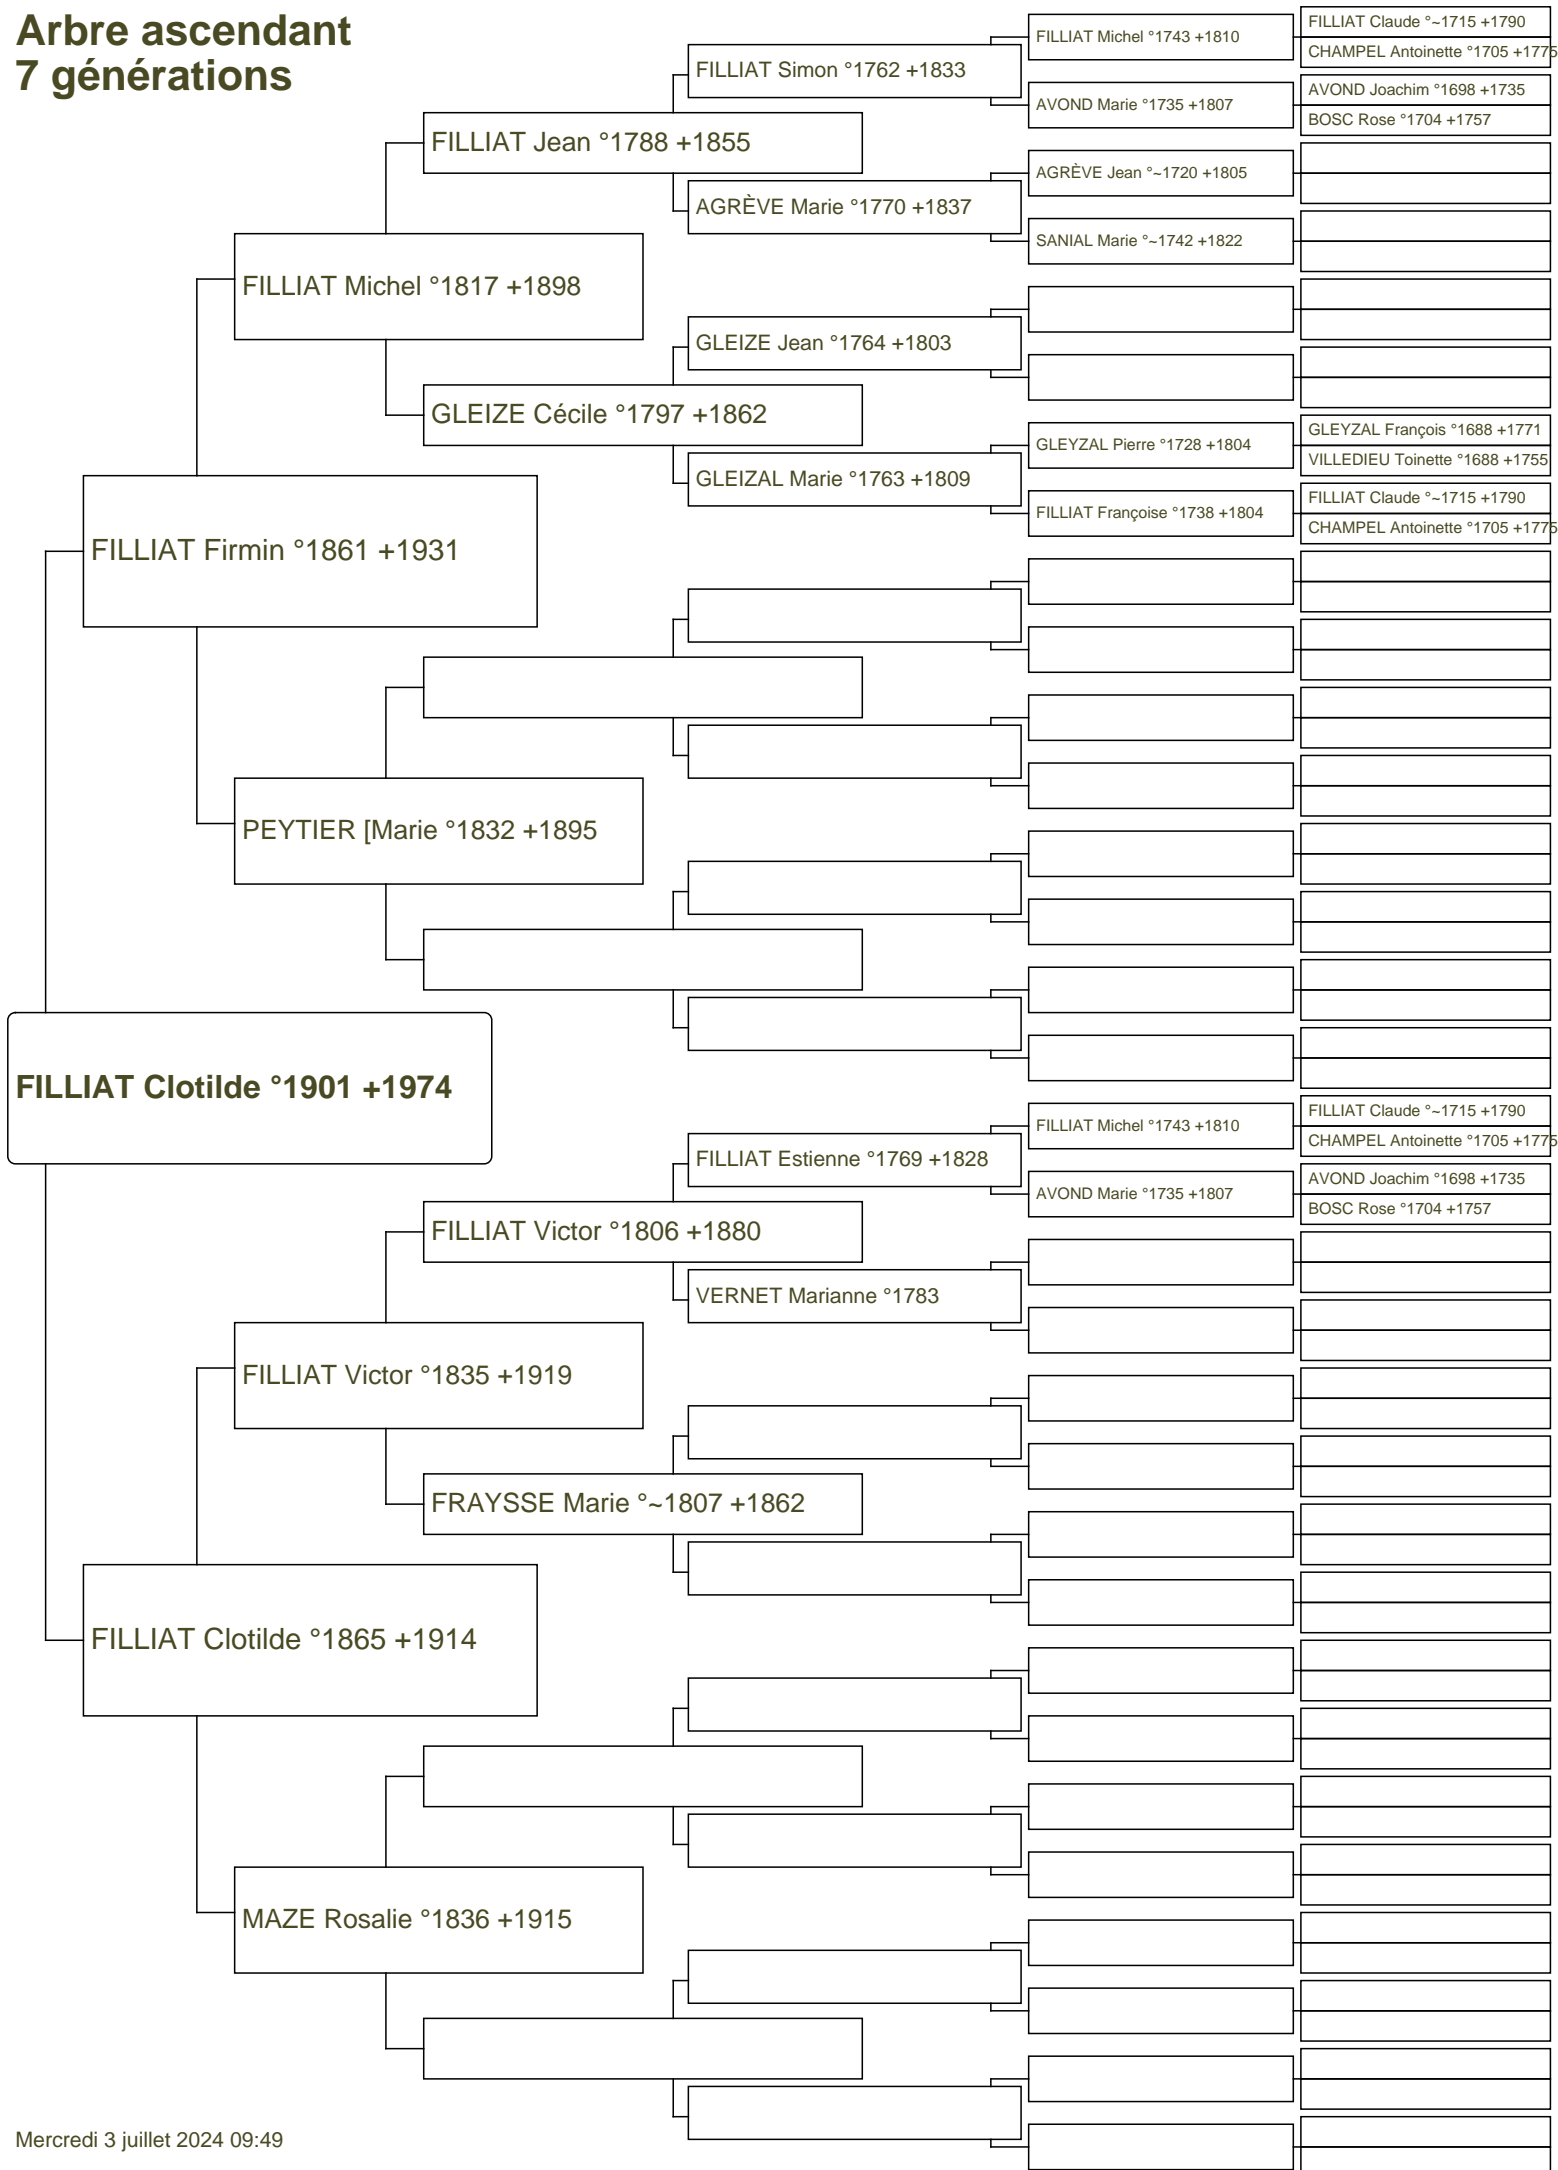 Arbre ascendant
7 générations
FILLIAT Claude °~1715 +1790
FILLIAT Michel °1743 +1810
CHAMPEL Antoinette °1705 +1775
FILLIAT Simon °1762 +1833
AVOND Joachim °1698 +1735
AVOND Marie °1735 +1807
BOSC Rose °1704 +1757
FILLIAT Jean °1788 +1855
AGRÈVE Jean °~1720 +1805
AGRÈVE Marie °1770 +1837
SANIAL Marie °~1742 +1822
FILLIAT Michel °1817 +1898
GLEIZE Jean °1764 +1803
GLEIZE Cécile °1797 +1862
GLEYZAL François °1688 +1771
GLEYZAL Pierre °1728 +1804
VILLEDIEU Toinette °1688 +1755
GLEIZAL Marie °1763 +1809
FILLIAT Claude °~1715 +1790
FILLIAT Françoise °1738 +1804
CHAMPEL Antoinette °1705 +1775
FILLIAT Firmin °1861 +1931
PEYTIER [Marie °1832 +1895
FILLIAT Clotilde °1901 +1974
FILLIAT Claude °~1715 +1790
FILLIAT Michel °1743 +1810
CHAMPEL Antoinette °1705 +1775
FILLIAT Estienne °1769 +1828
AVOND Joachim °1698 +1735
AVOND Marie °1735 +1807
BOSC Rose °1704 +1757
FILLIAT Victor °1806 +1880
VERNET Marianne °1783
FILLIAT Victor °1835 +1919
FRAYSSE Marie °~1807 +1862
FILLIAT Clotilde °1865 +1914
MAZE Rosalie °1836 +1915
Mercredi 3 juillet 2024 09:49